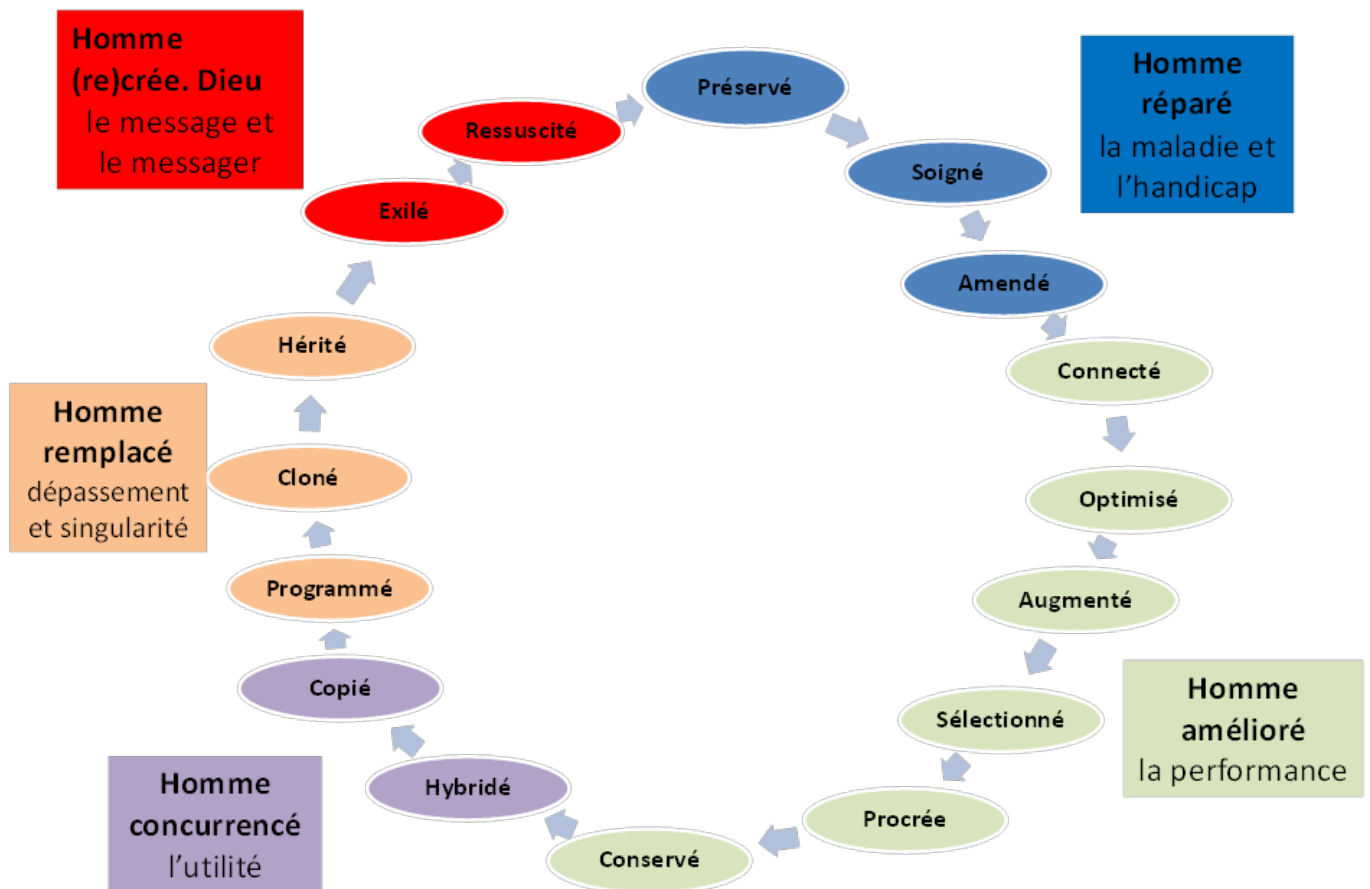 Homme
(re)crée. Dieu
le message et
le messager
Ressuscité
Exilé
Préservé
Homme
réparé
la maladie et
l'handicap
Soigné
Amendé
Connecté
Optimisé
Augmenté
Homme
amélioré
la performance
Sélectionné
Procrée
Conservé
Hybridé
Homme
concurrencé
l'utilité
Copié
Programmé
Cloné
Homme
remplacé
dépassement
et singularité
Hérité